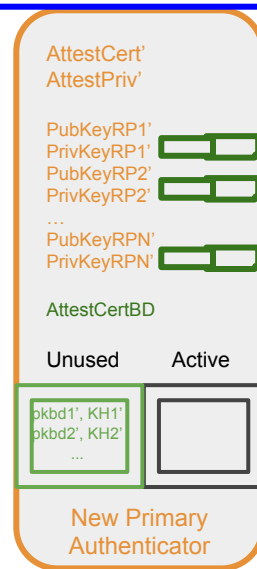 AttestCert’
AttestPriv’
PubKeyRP1’
PrivKeyRP1’
PubKeyRP2’
PrivKeyRP2’
…
PubKeyRPN’
PrivKeyRPN’
AttestCertBD
Unused Active
pkbd1’, KH1’
pkbd2’, KH2’
...
New Primary
Authenticator